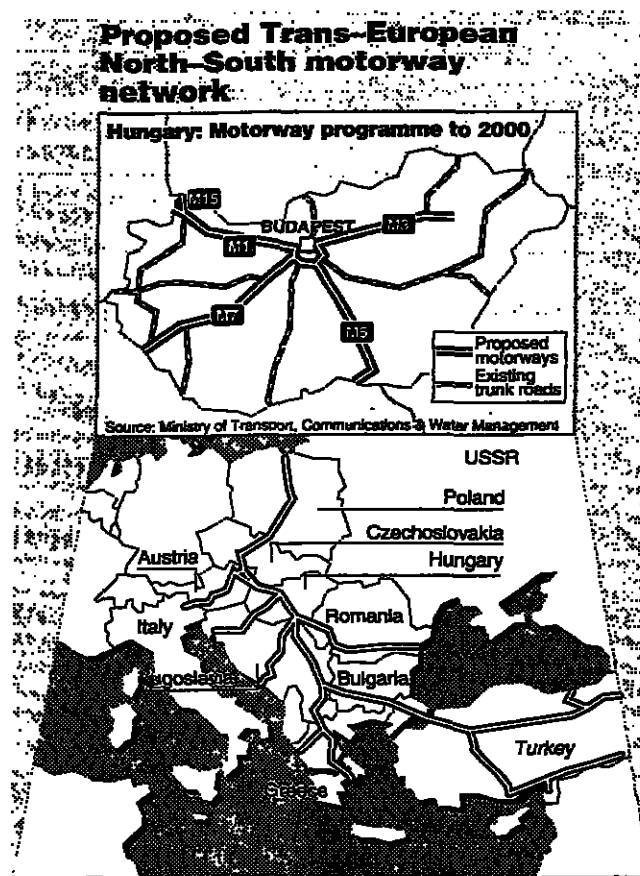 Proposed Trans-European
North-South motorway
network
Hungary: Motorway programme to 2000
M15
BUDAPEST
M3
M1
M7
M5
Proposed
motorways
Existing
trunk roads
Source: Ministry of Transport, Communications & Water Management
USSR
Poland
Czechoslovakia
Austria
Hungary
Italy
Romania
Yugoslavia
Bulgaria
Turkey
Greece